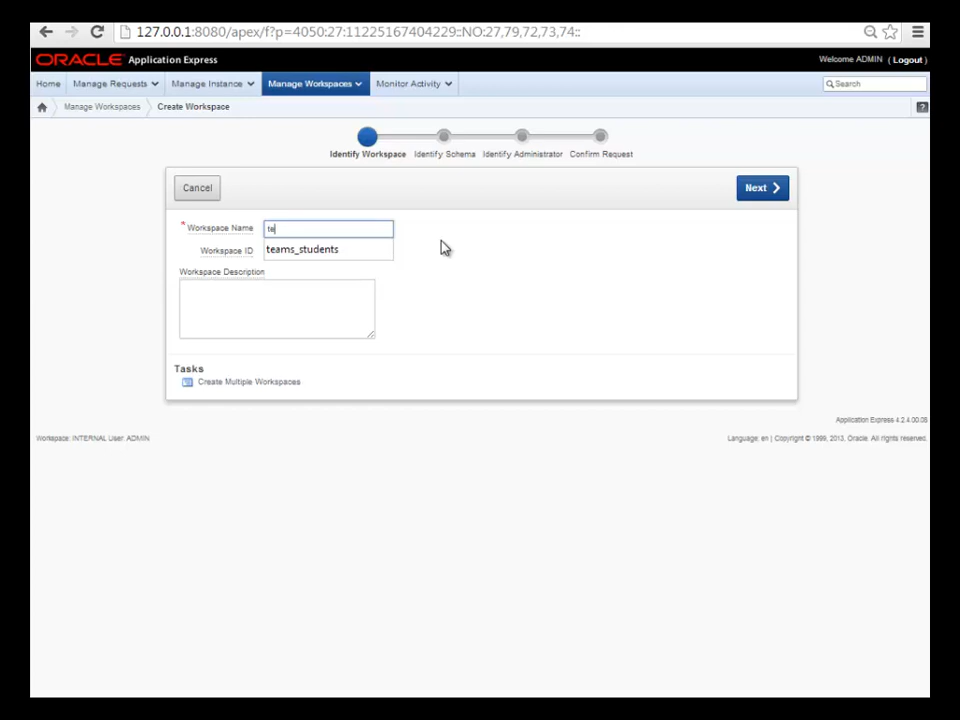 127.0.0.1:8080/apex/f?p=4050:27:11225167404229::NO:27,79,72,73,74::
ORACLE Application Express
Welcome ADMIN ( Logout )
Home Manage Requests Manage Instance Manage Workspaces Monitor Activity Search
Manage Workspaces Create Workspace ?
Identify Workspace Identify Schema Identify Administrator Confirm Request
Cancel Next
* Workspace Name te
Workspace ID teams_students
Workspace Description
Tasks
Create Multiple Workspaces
Application Express 4.2.4.00.08
Workspace: INTERNAL User: ADMIN Language: en | Copyright © 1999, 2013, Oracle. All rights reserved.